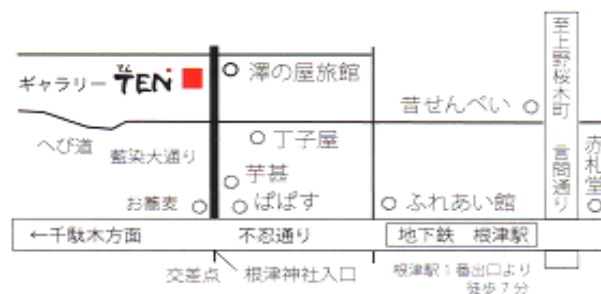 至上野桜木町 言問通り
澤の屋旅館
ギャラリー TEN
昔せんべい
丁子屋
へび道
藍染大通り
赤札堂
芋甚
お蕎麦
ぱぱす
ふれあい館
←千駄木方面
不忍通り
地下鉄 根津駅
交差点
根津神社入口
根津駅1番出口より
徒歩7分